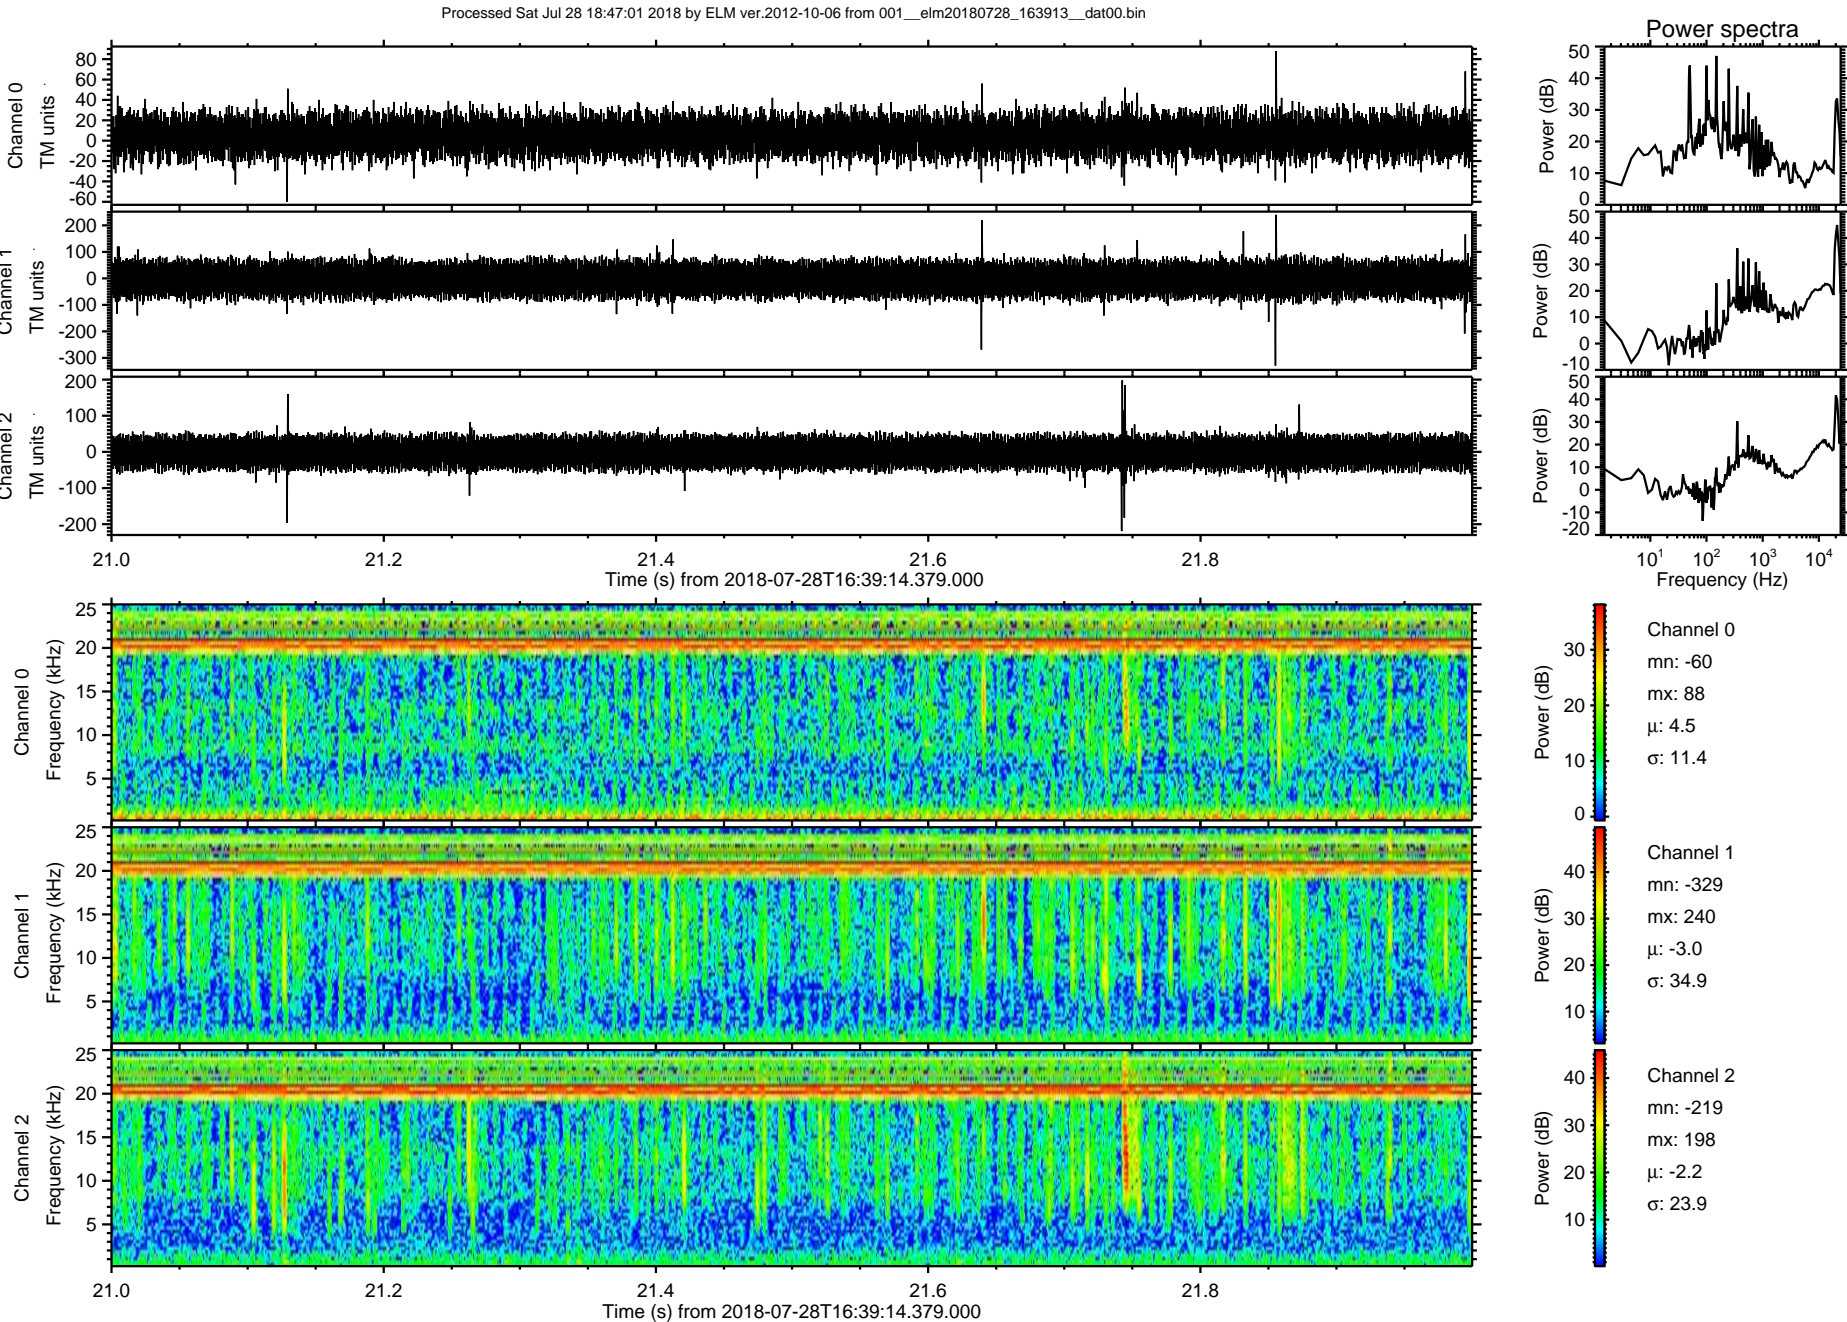 Processed Sat Jul 28 18:47:01 2018 by ELM ver.2012-10-06 from 001__elm20180728_163913__dat00.bin
Power spectra
Channel 0
TM units
80
60
40
20
0
-20
-40
-60
Power (dB)
50
40
30
20
10
0
Channel 1
TM units
200
100
0
-100
-200
-300
Power (dB)
50
40
30
20
10
0
-10
Channel 2
TM units
200
100
0
-100
-200
Power (dB)
50
40
30
20
10
0
-10
-20
21.0 21.2 21.4 21.6 21.8
Time (s) from 2018-07-28T16:39:14.379.000
10¹ 10² 10³ 10⁴
Frequency (Hz)
Channel 0
Frequency (kHz)
25
20
15
10
5
Power (dB)
30
20
10
0
Channel 0
mn: -60
mx: 88
μ: 4.5
σ: 11.4
Channel 1
Frequency (kHz)
25
20
15
10
5
Power (dB)
40
30
20
10
Channel 1
mn: -329
mx: 240
μ: -3.0
σ: 34.9
Channel 2
Frequency (kHz)
25
20
15
10
5
Power (dB)
40
30
20
10
Channel 2
mn: -219
mx: 198
μ: -2.2
σ: 23.9
21.0 21.2 21.4 21.6 21.8
Time (s) from 2018-07-28T16:39:14.379.000